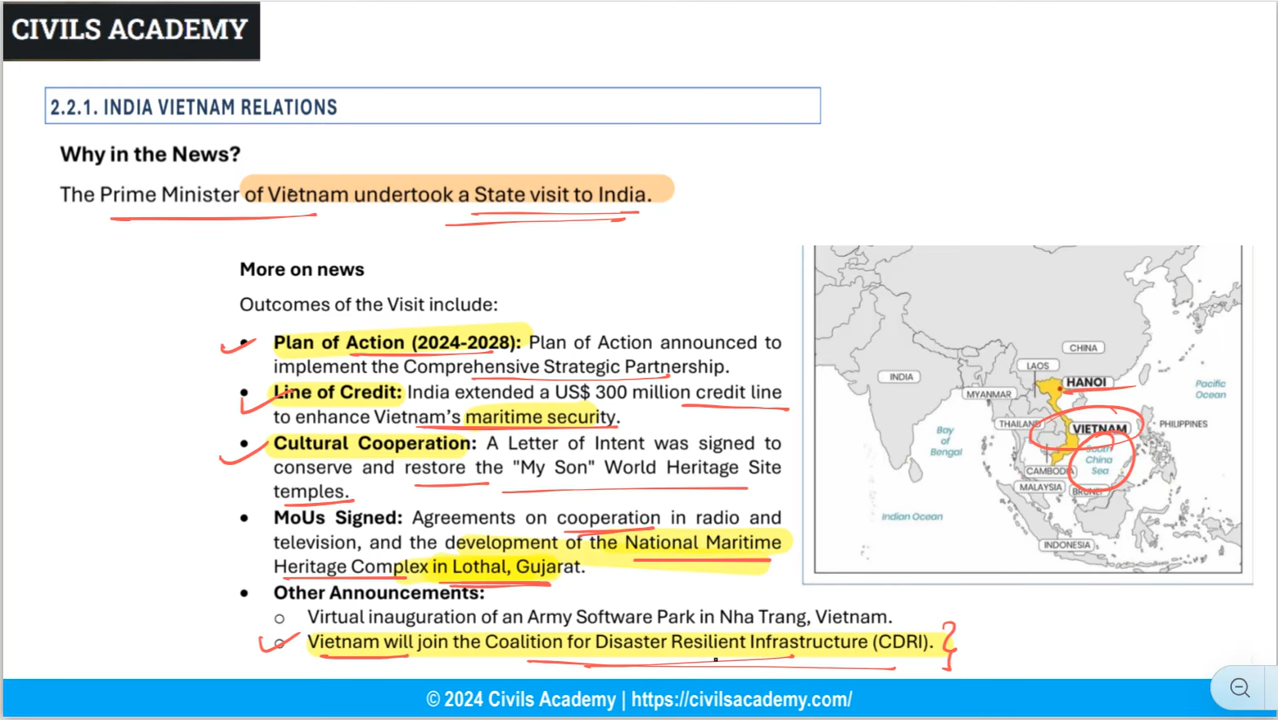 CIVILS ACADEMY
2.2.1. INDIA VIETNAM RELATIONS
Why in the News?
The Prime Minister of Vietnam undertook a State visit to India.
More on news
Outcomes of the Visit include:
• Plan of Action (2024-2028): Plan of Action announced to
implement the Comprehensive Strategic Partnership.
• Line of Credit: India extended a US$ 300 million credit line
to enhance Vietnam's maritime security.
• Cultural Cooperation: A Letter of Intent was signed to
conserve and restore the "My Son" World Heritage Site
temples.
• MoUs Signed: Agreements on cooperation in radio and
television, and the development of the National Maritime
Heritage Complex in Lothal, Gujarat.
• Other Announcements:
o Virtual inauguration of an Army Software Park in Nha Trang, Vietnam.
o Vietnam will join the Coalition for Disaster Resilient Infrastructure (CDRI).
CHINA
LAOS
INDIA
HANOI
MYANMAR
Pacific
Ocean
THAILAND
VIETNAM
PHILIPPINES
Bay
of
Bengal
South
China
Sea
CAMBODIA
MALAYSIA
BRUNEI
Indian Ocean
INDONESIA
© 2024 Civils Academy | https://civilsacademy.com/